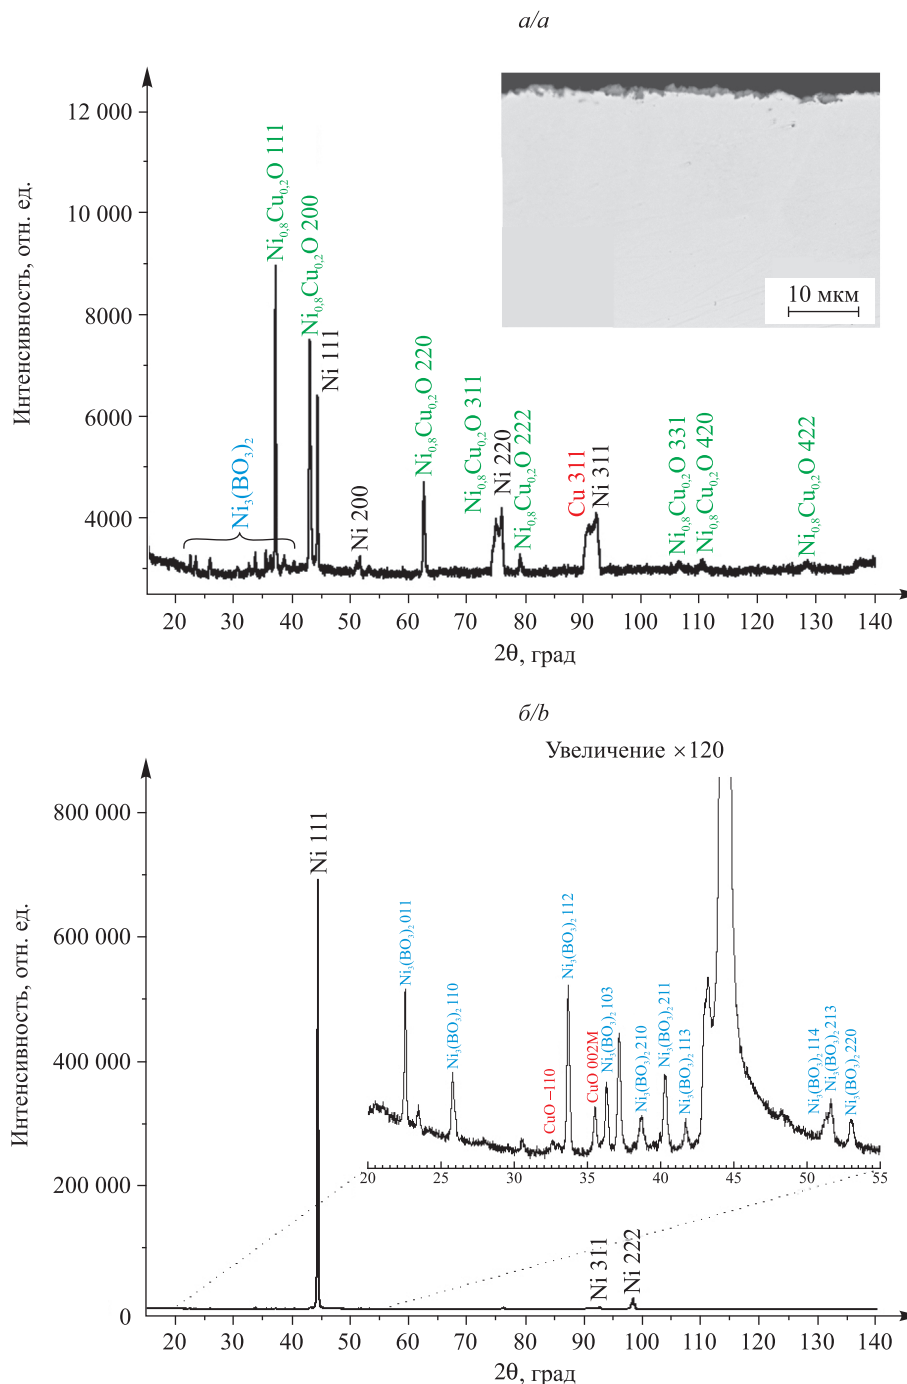 а/a
Интенсивность, отн. ед.
12 000
10 000
8000
6000
4000
Ni₃(BO₃)₂
Ni₀,₈Cu₀,₂O 111
Ni₀,₈Cu₀,₂O 200
Ni 111
Ni 200
Ni₀,₈Cu₀,₂O 220
Ni₀,₈Cu₀,₂O 311
Ni 220
Ni₀,₈Cu₀,₂O 222
Cu 311
Ni 311
Ni₀,₈Cu₀,₂O 331
Ni₀,₈Cu₀,₂O 420
Ni₀,₈Cu₀,₂O 422
10 мкм
20 30 40 50 60 70 80 90 100 110 120 130 140
2θ, град
б/b
Увеличение ×120
Интенсивность, отн. ед.
800 000
600 000
400 000
200 000
0
Ni 111
Ni₃(BO₃)₂ 011
Ni₃(BO₃)₂ 110
CuO −110
Ni₃(BO₃)₂ 112
CuO 002M
Ni₃(BO₃)₂ 103
Ni₃(BO₃)₂ 210
Ni₃(BO₃)₂ 211
Ni₃(BO₃)₂ 113
Ni₃(BO₃)₂ 114
Ni₃(BO₃)₂ 213
Ni₃(BO₃)₂ 220
20 25 30 35 40 45 50 55
Ni 311
Ni 222
20 30 40 50 60 70 80 90 100 110 120 130 140
2θ, град